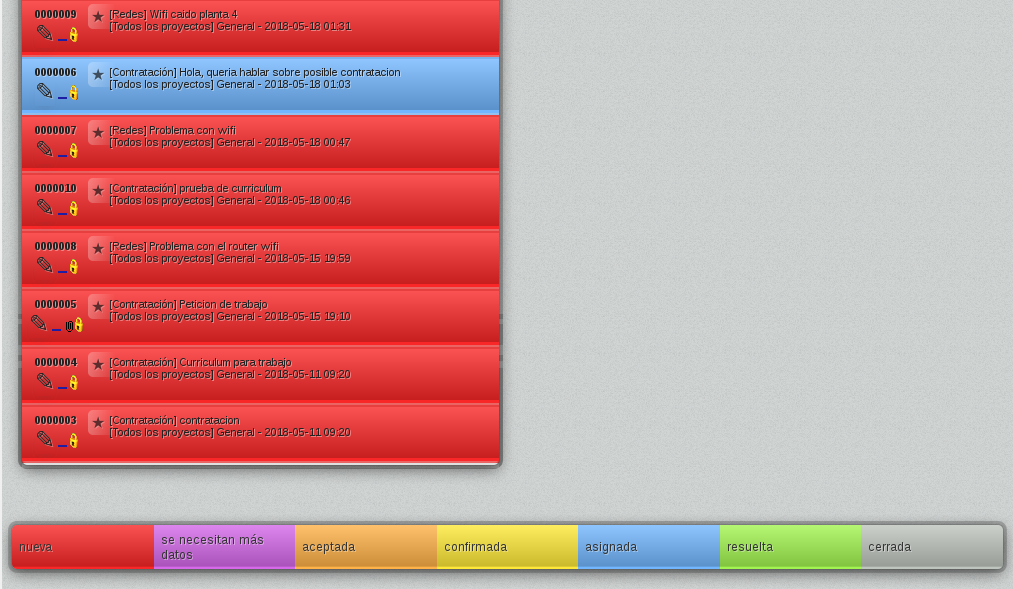 0000009
[Redes] Wifi caido planta 4
[Todos los proyectos] General - 2018-05-18 01:31
0000006
[Contratación] Hola, queria hablar sobre posible contratacion
[Todos los proyectos] General - 2018-05-18 01:03
0000007
[Redes] Problema con wifi
[Todos los proyectos] General - 2018-05-18 00:47
0000010
[Contratación] prueba de curriculum
[Todos los proyectos] General - 2018-05-18 00:46
0000008
[Redes] Problema con el router wifi
[Todos los proyectos] General - 2018-05-15 19:59
0000005
[Contratación] Peticion de trabajo
[Todos los proyectos] General - 2018-05-15 19:10
0000004
[Contratación] Curriculum para trabajo
[Todos los proyectos] General - 2018-05-11 09:20
0000003
[Contratación] contratacion
[Todos los proyectos] General - 2018-05-11 09:20
nueva
se necesitan más
datos
aceptada
confirmada
asignada
resuelta
cerrada